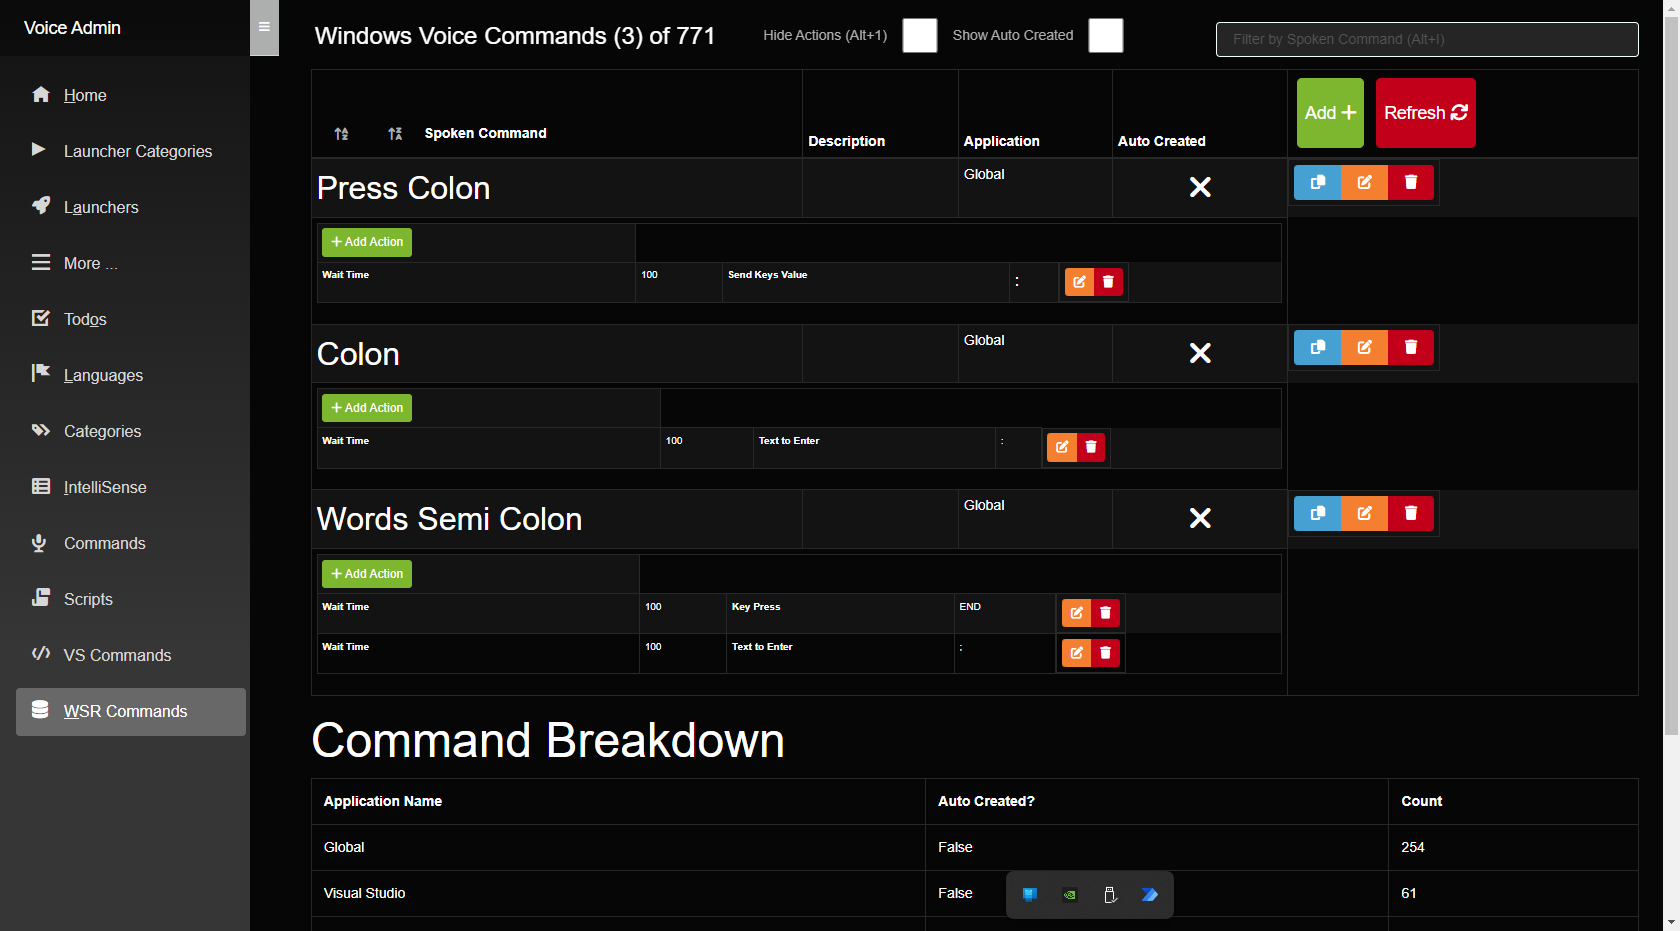 Voice Admin
Home
Launcher Categories
Launchers
More ...
Todos
Languages
Categories
IntelliSense
Commands
Scripts
VS Commands
WSR Commands
Windows Voice Commands (3) of 771
Hide Actions (Alt+1)
Show Auto Created
Filter by Spoken Command (Alt+I)
Spoken Command
Description
Application
Auto Created
Add
Refresh
Press Colon
Global
Add Action
Wait Time
100
Send Keys Value
:
Colon
Global
Add Action
Wait Time
100
Text to Enter
:
Words Semi Colon
Global
Add Action
Wait Time
100
Key Press
END
Wait Time
100
Text to Enter
;
Command Breakdown
Application Name
Auto Created?
Count
Global
False
254
Visual Studio
False
61